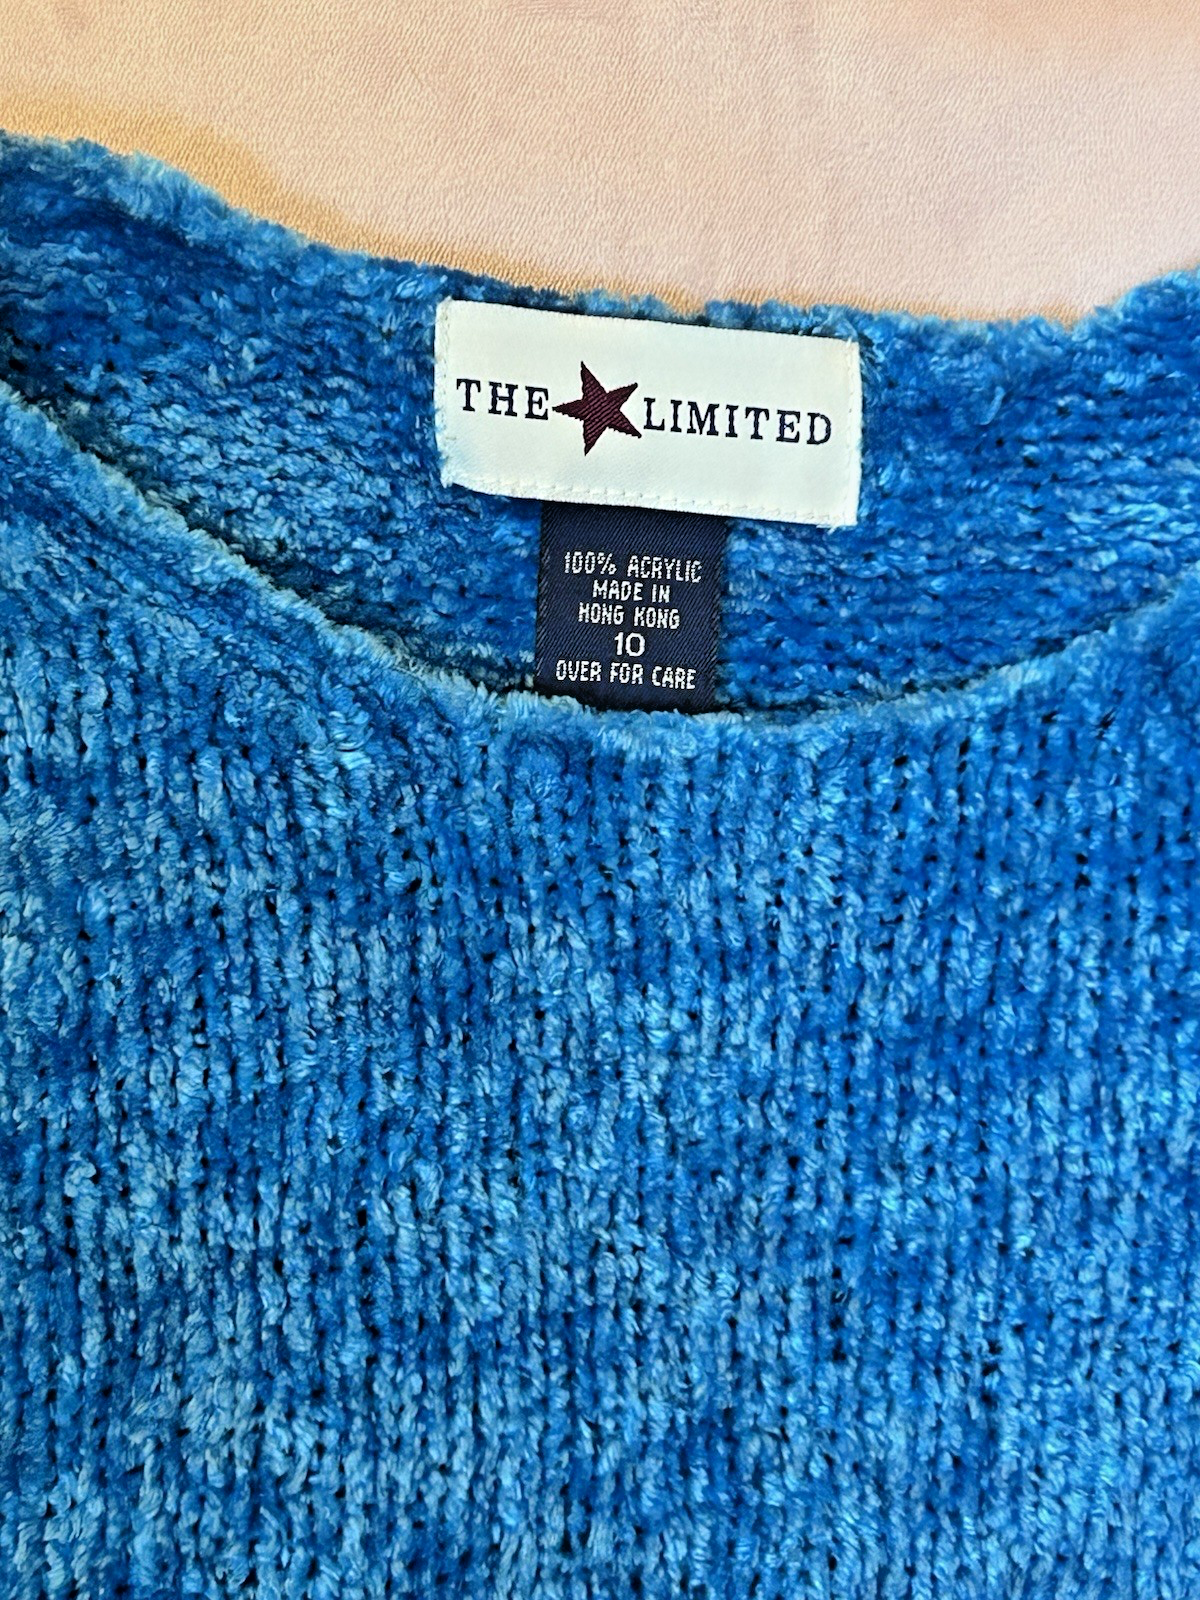 THE LIMITED
100% ACRYLIC
MADE IN
HONG KONG
10
OVER FOR CARE